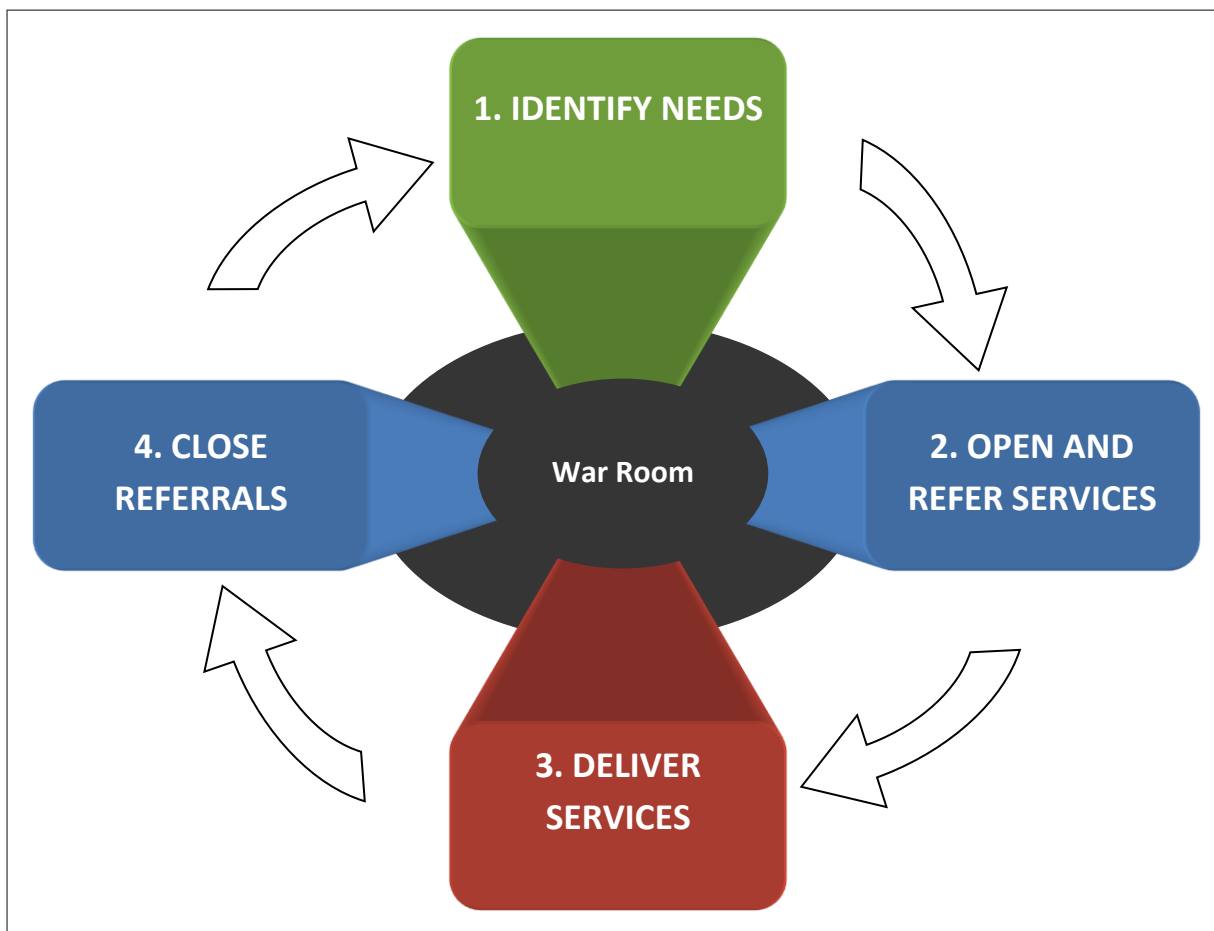 1. IDENTIFY NEEDS
2. OPEN AND
REFER SERVICES
3. DELIVER
SERVICES
4. CLOSE
REFERRALS
War Room